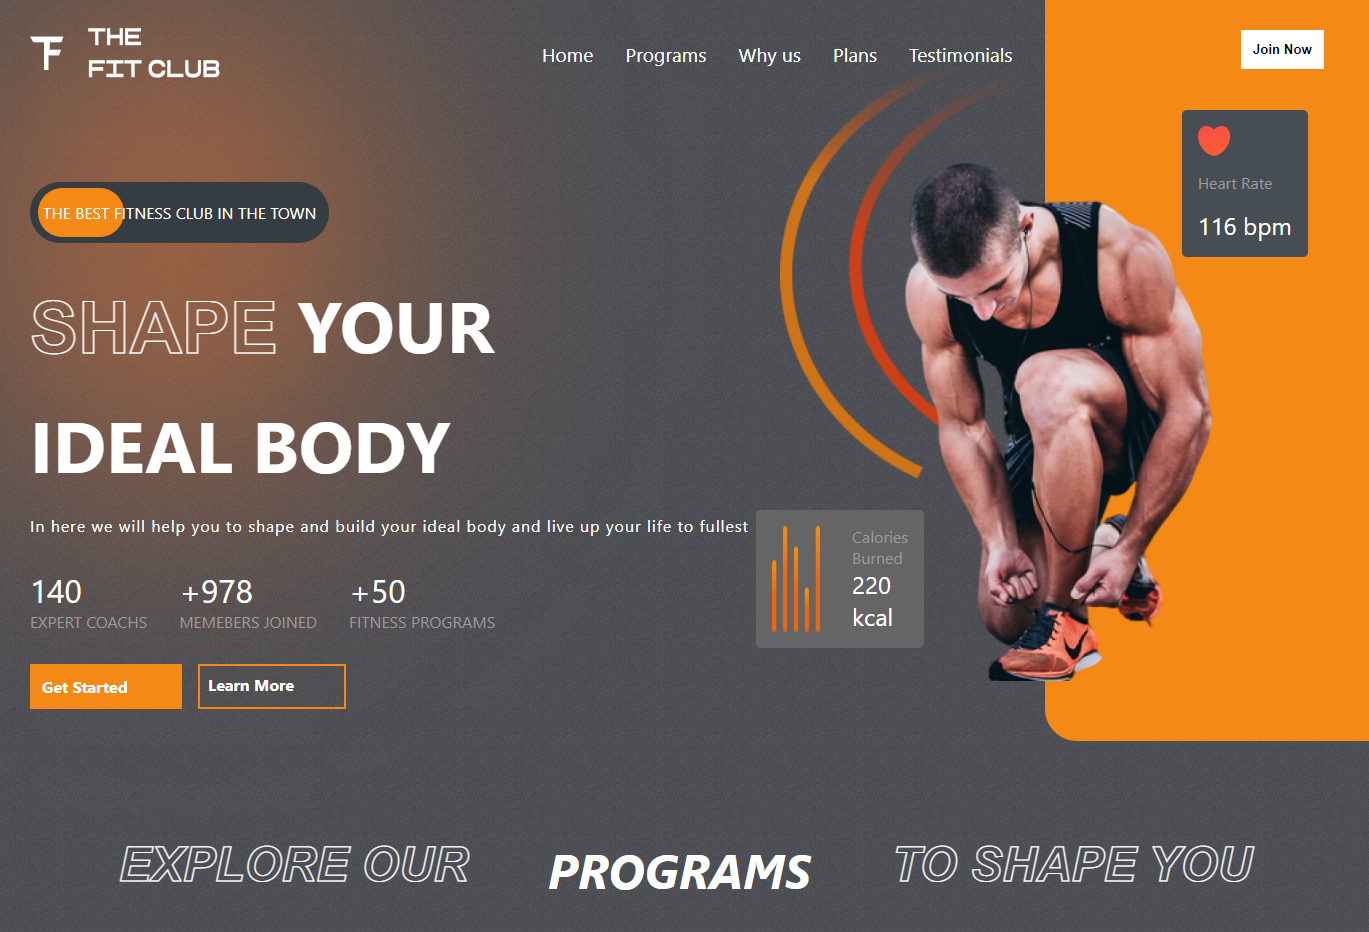 THE
FIT CLUB
Home Programs Why us Plans Testimonials
Join Now
Heart Rate
116 bpm
THE BEST FITNESS CLUB IN THE TOWN
SHAPE YOUR
IDEAL BODY
In here we will help you to shape and build your ideal body and live up your life to fullest
Calories
Burned
220
kcal
140 +978 +50
EXPERT COACHS MEMEBERS JOINED FITNESS PROGRAMS
Get Started Learn More
EXPLORE OUR PROGRAMS TO SHAPE YOU